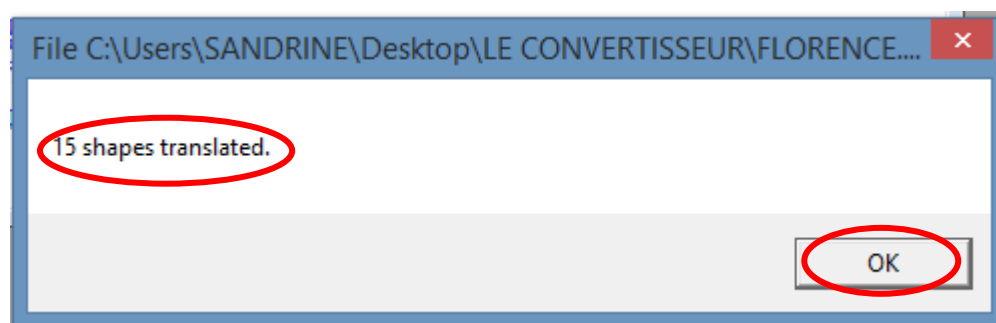 File C:\Users\SANDRINE\Desktop\LE CONVERTISSEUR\FLORENCE....
15 shapes translated.
OK